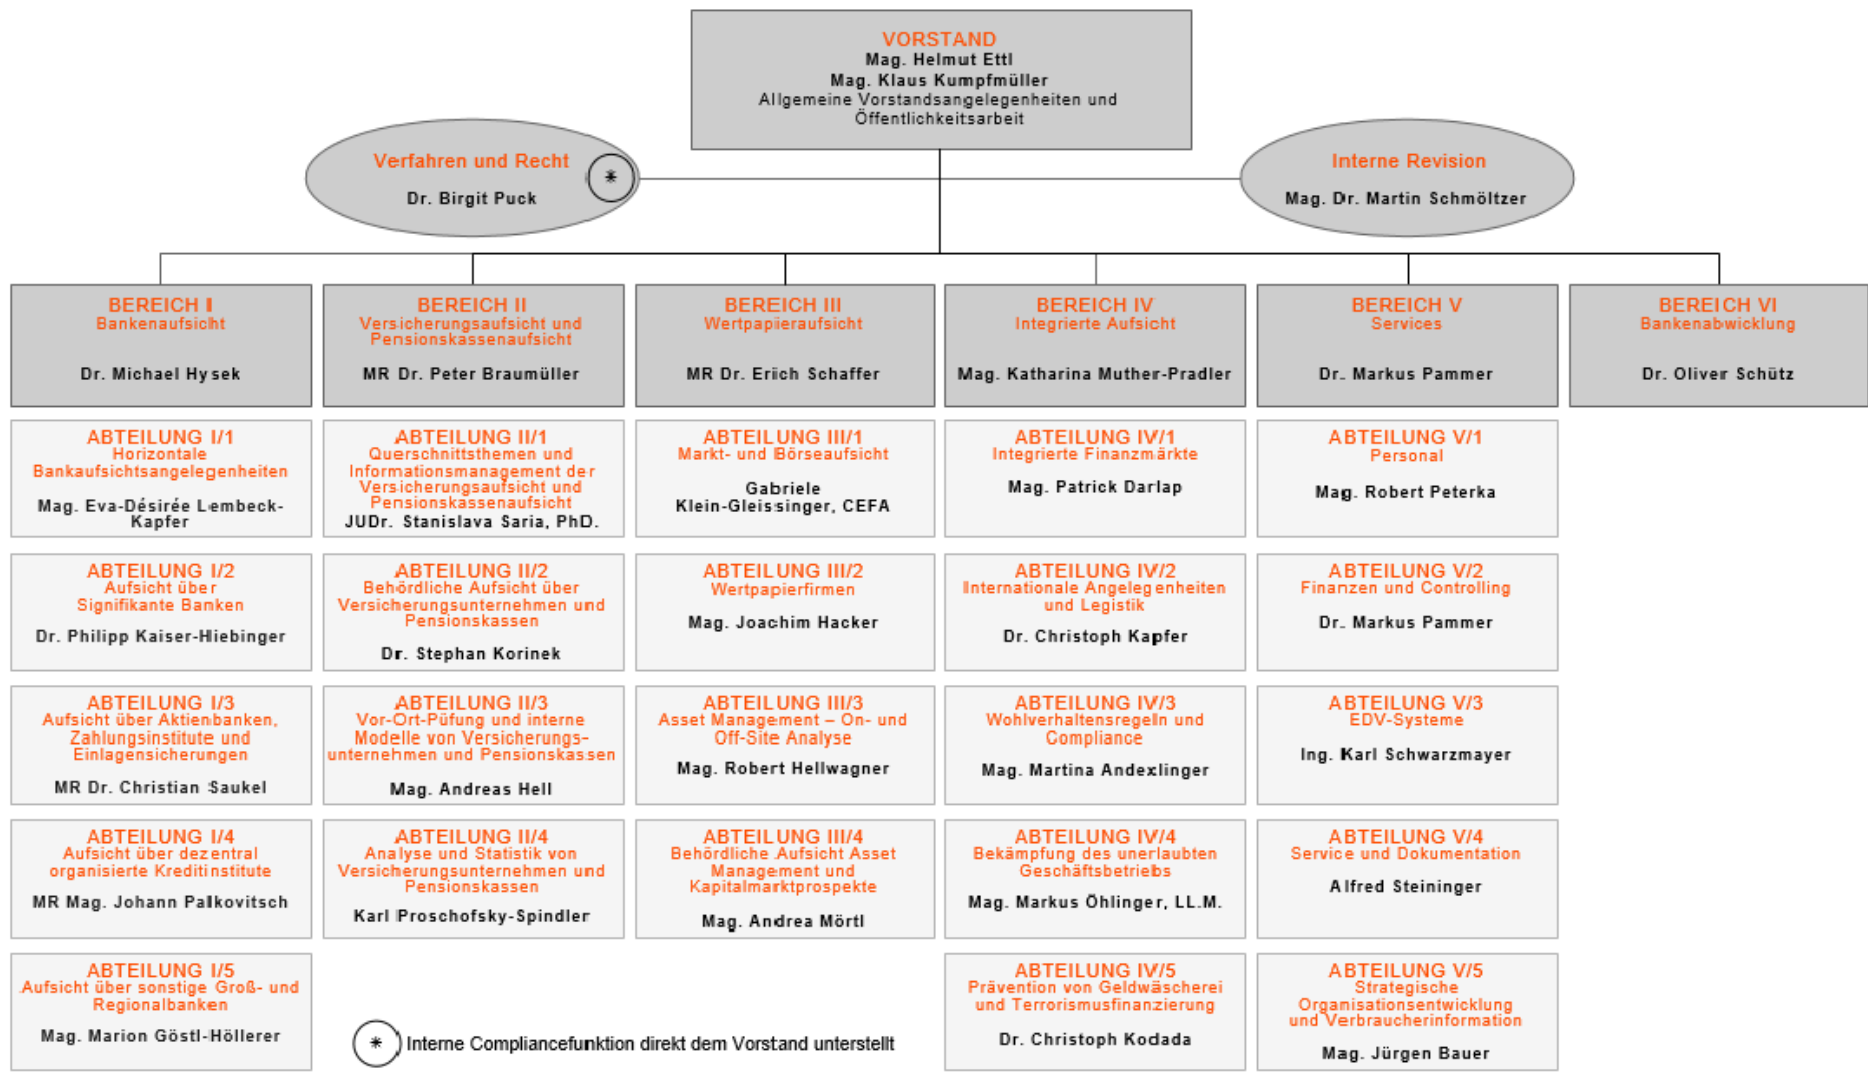 VORSTAND
Mag. Helmut Ettl
Mag. Klaus Kumpfmüller
Allgemeine Vorstandsangelegenheiten und
Öffentlichkeitsarbeit
Verfahren und Recht
*
Dr. Birgit Puck
Interne Revision
Mag. Dr. Martin Schmöltzer
BEREICH I
Bankenaufsicht
Dr. Michael Hysek
BEREICH II
Versicherungsaufsicht und
Pensionskassenaufsicht
MR Dr. Peter Braumüller
BEREICH III
Wertpapieraufsicht
MR Dr. Erich Schaffer
BEREICH IV
Integrierte Aufsicht
Mag. Katharina Muther-Pradler
BEREICH V
Services
Dr. Markus Pammer
BEREICH VI
Bankenabwicklung
Dr. Oliver Schütz
ABTEILUNG I/1
Horizontale
Bankaufsichtsangelegenheiten
Mag. Eva-Désirée Lembeck-
Kapfer
ABTEILUNG II/1
Querschnittsthemen und
Informationsmanagement der
Versicherungsaufsicht und
Pensionskassenaufsicht
JUDr. Stanislava Saria, PhD.
ABTEILUNG III/1
Markt- und Börseaufsicht
Gabriele
Klein-Gleissinger, CEFA
ABTEILUNG IV/1
Integrierte Finanzmärkte
Mag. Patrick Darlap
ABTEILUNG V/1
Personal
Mag. Robert Peterka
ABTEILUNG I/2
Aufsicht über
Signifikante Banken
Dr. Philipp Kaiser-Hiebinger
ABTEILUNG II/2
Behördliche Aufsicht über
Versicherungsunternehmen und
Pensionskassen
Dr. Stephan Korinek
ABTEILUNG III/2
Wertpapierfirmen
Mag. Joachim Hacker
ABTEILUNG IV/2
Internationale Angelegenheiten
und Legistik
Dr. Christoph Kapfer
ABTEILUNG V/2
Finanzen und Controlling
Dr. Markus Pammer
ABTEILUNG I/3
Aufsicht über Aktienbanken,
Zahlungsinstitute und
Einlagensicherungen
MR Dr. Christian Saukel
ABTEILUNG II/3
Vor-Ort-Püfung und interne
Modelle von Versicherungs-
unternehmen und Pensionskassen
Mag. Andreas Hell
ABTEILUNG III/3
Asset Management – On- und
Off-Site Analyse
Mag. Robert Hellwagner
ABTEILUNG IV/3
Wohlverhaltensregeln und
Compliance
Mag. Martina Andexlinger
ABTEILUNG V/3
EDV-Systeme
Ing. Karl Schwarzmayer
ABTEILUNG I/4
Aufsicht über dezentral
organisierte Kreditinstitute
MR Mag. Johann Palkovitsch
ABTEILUNG II/4
Analyse und Statistik von
Versicherungsunternehmen und
Pensionskassen
Karl Proschofsky-Spindler
ABTEILUNG III/4
Behördliche Aufsicht Asset
Management und
Kapitalmarktprospekte
Mag. Andrea Mörtl
ABTEILUNG IV/4
Bekämpfung des unerlaubten
Geschäftsbetriebs
Mag. Markus Öhlinger, LL.M.
ABTEILUNG V/4
Service und Dokumentation
Alfred Steininger
ABTEILUNG I/5
Aufsicht über sonstige Groß- und
Regionalbanken
Mag. Marion Göstl-Höllerer
ABTEILUNG IV/5
Prävention von Geldwäscherei
und Terrorismusfinanzierung
Dr. Christoph Kodada
ABTEILUNG V/5
Strategische
Organisationsentwicklung
und Verbraucherinformation
Mag. Jürgen Bauer
* Interne Compliancefunktion direkt dem Vorstand unterstellt